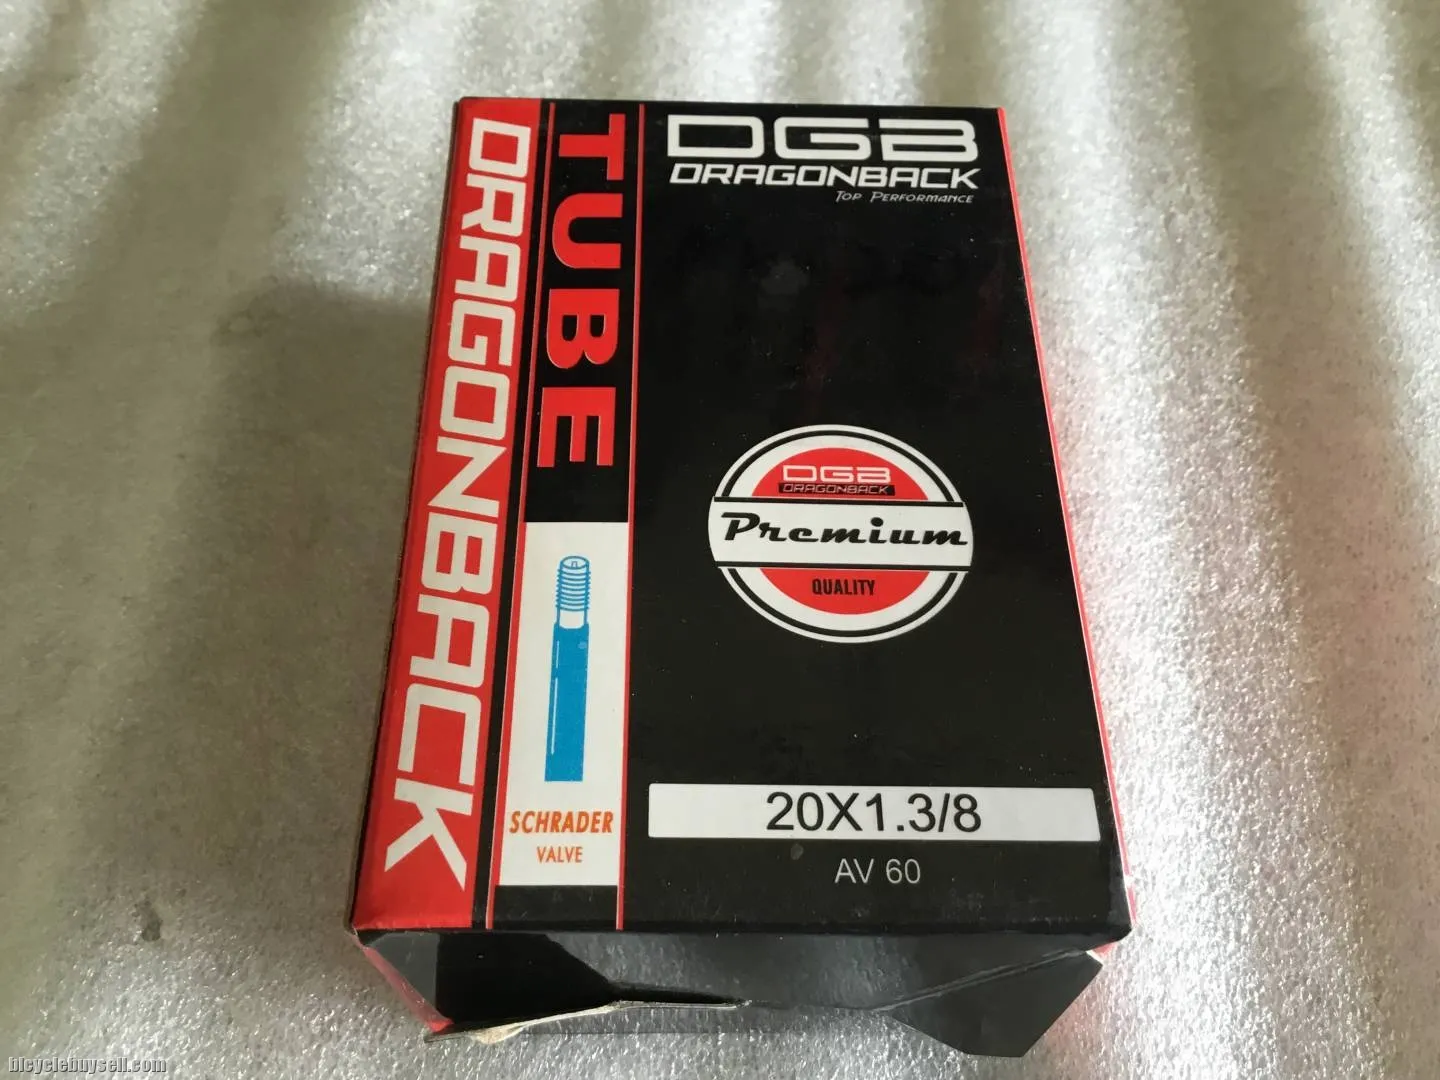 DRAGONBACK
TUBE
SCHRADER
VALVE
DGB
DRAGONBACK
TOP PERFORMANCE
DGB
DRAGONBACK
Premium
QUALITY
20X1.3/8
AV 60
bicyclebuysell.com